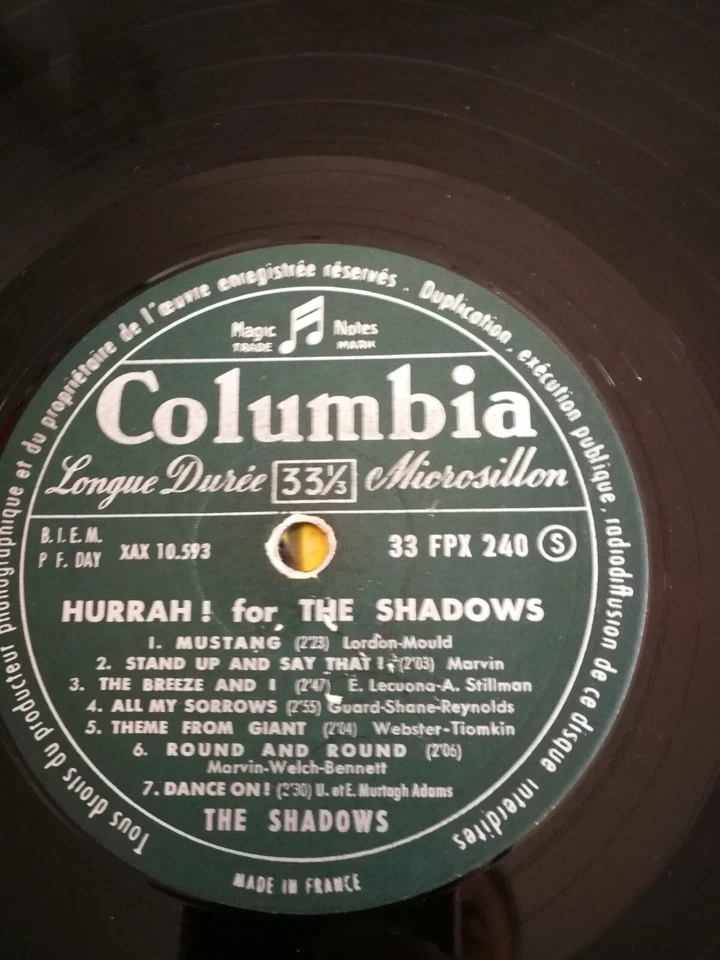 Tous droits du producteur phonographique et du propriétaire de l'œuvre enregistrée réservés. Duplication, exécution publique, radiodiffusion de ce disque interdites
Magic Notes
TRADE MARK
Columbia
Longue Durée 33⅓ Microsillon
B.I.E.M.
P F. DAY
XAX 10.593
33 FPX 240 S
HURRAH! for THE SHADOWS
1. MUSTANG (2'23) Lordon-Mould
2. STAND UP AND SAY THAT! (2'03) Marvin
3. THE BREEZE AND I (2'47) E. Lecuona-A. Stillman
4. ALL MY SORROWS (2'55) Guard-Shane-Reynolds
5. THEME FROM GIANT (2'04) Webster-Tiomkin
6. ROUND AND ROUND (2'06)
Marvin-Welch-Bennett
7. DANCE ON! (2'30) U. et E. Murtagh Adams
THE SHADOWS
MADE IN FRANCE